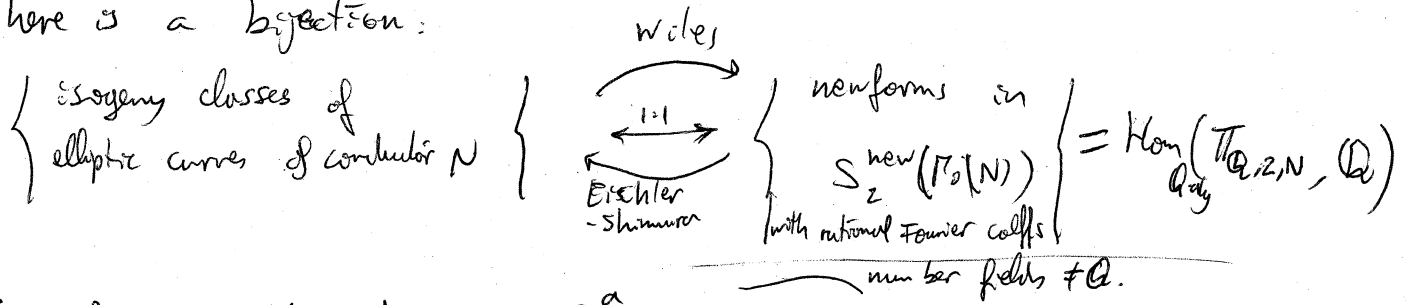 here is a bijection:
Wiles
{ isogeny classes of elliptic curves of conductor N } 1:1 { newforms in S_2^new(Γ_0(N)) with rational Fourier coeffs } = Hom_{Q-alg}(𝕋_{Q,2,N}, Q)
Eischler
-Shimura
number fields ≠ Q.